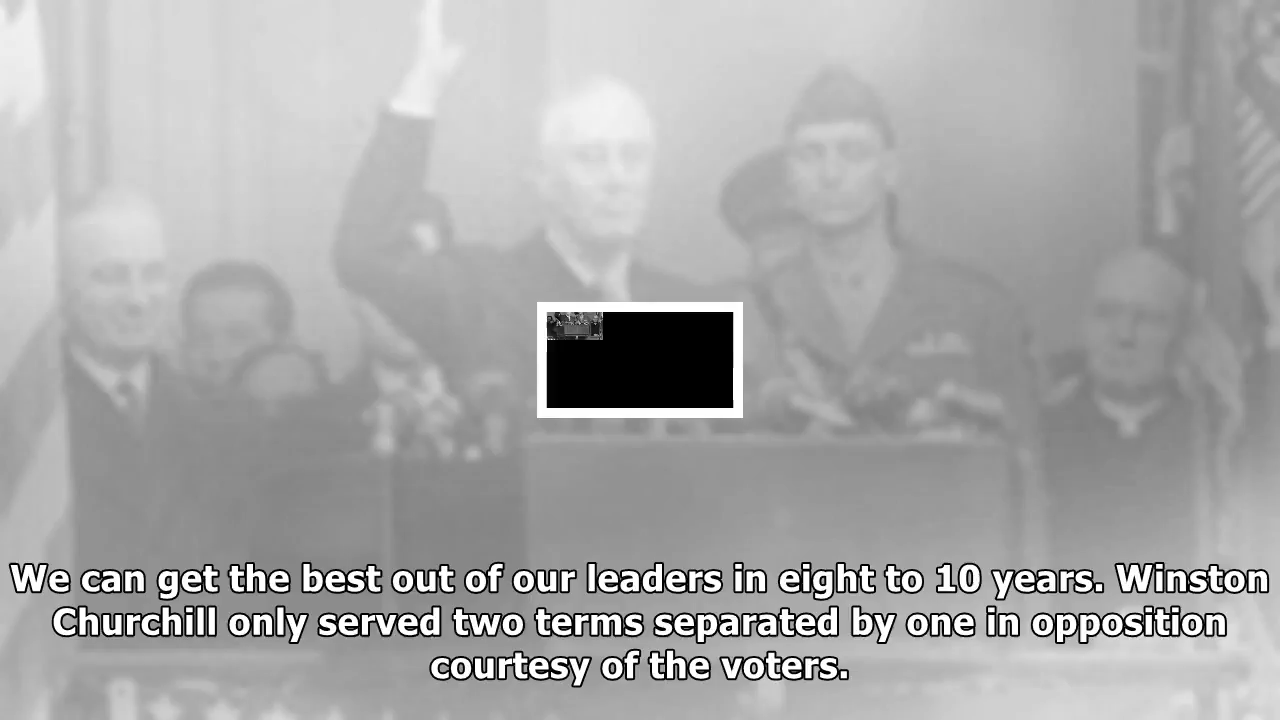 We can get the best out of our leaders in eight to 10 years. Winston
Churchill only served two terms separated by one in opposition
courtesy of the voters.